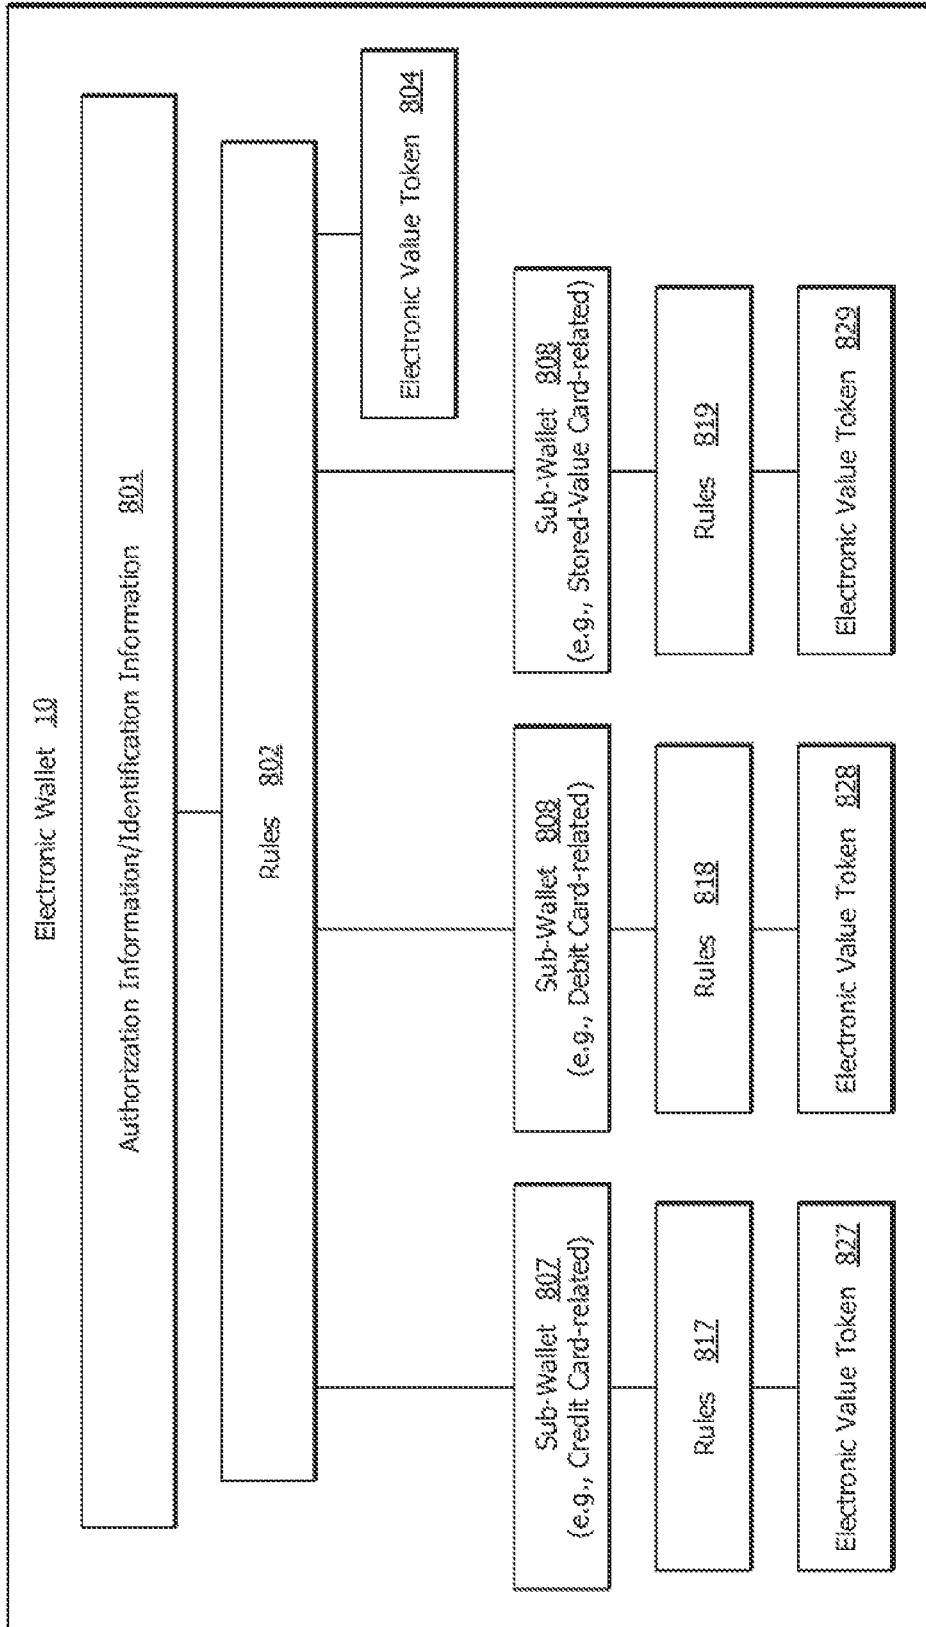 Electronic Wallet 10
Authorization Information/Identification Information 801
Rules 802
Electronic Value Token 804
Sub-Wallet 807
(e.g., Credit Card-related)
Rules 817
Electronic Value Token 827
Sub-Wallet 808
(e.g., Debit Card-related)
Rules 818
Electronic Value Token 828
Sub-Wallet 808
(e.g., Stored-Value Card-related)
Rules 819
Electronic Value Token 829